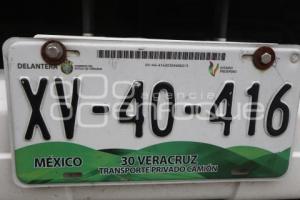 DELANTERA
XV-40-416
MÉXICO 30 VERACRUZ
TRANSPORTE PRIVADO CAMIÓN